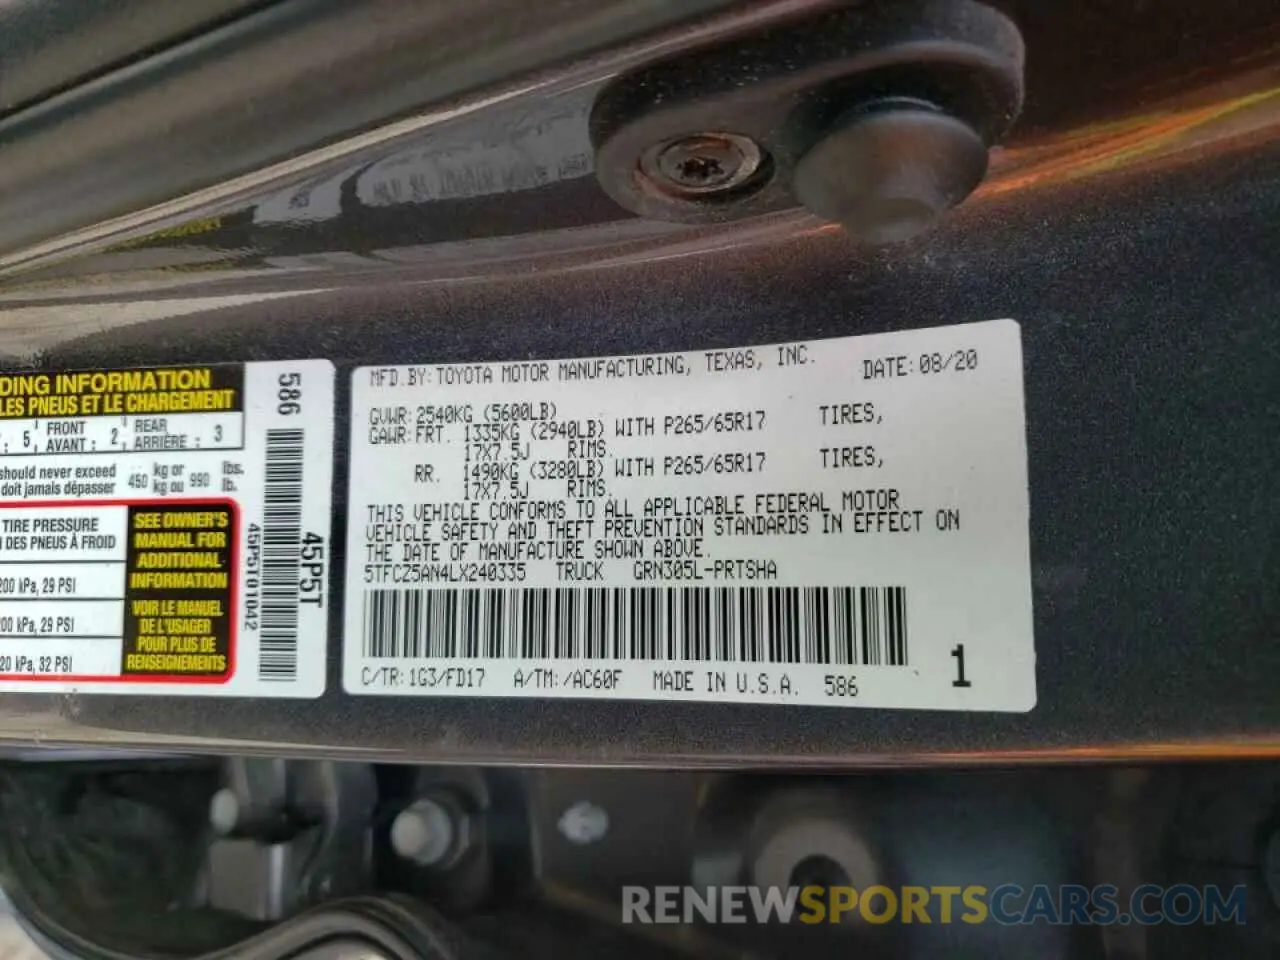 DING INFORMATION
LES PNEUS ET LE CHARGEMENT
: 5 FRONT AVANT : 2 REAR ARRIÈRE : 3
should never exceed 450 kg or 990 lbs.
doit jamais dépasser kg ou lb.
TIRE PRESSURE
DES PNEUS À FROID
200 kPa, 29 PSI
200 kPa, 29 PSI
20 kPa, 32 PSI
SEE OWNER'S
MANUAL FOR
ADDITIONAL
INFORMATION
VOIR LE MANUEL
DE L'USAGER
POUR PLUS DE
RENSEIGNEMENTS
586
45P5T
45P5T01042
MFD.BY: TOYOTA MOTOR MANUFACTURING, TEXAS, INC. DATE: 08/20
GVWR: 2540KG (5600LB)
GAWR: FRT. 1335KG (2940LB) WITH P265/65R17 TIRES,
17X7.5J RIMS.
RR. 1490KG (3280LB) WITH P265/65R17 TIRES,
17X7.5J RIMS.
THIS VEHICLE CONFORMS TO ALL APPLICABLE FEDERAL MOTOR
VEHICLE SAFETY AND THEFT PREVENTION STANDARDS IN EFFECT ON
THE DATE OF MANUFACTURE SHOWN ABOVE.
5TFCZ5AN4LX240335 TRUCK GRN305L-PRTSHA
C/TR: 1G3/FD17 A/TM: /AC60F MADE IN U.S.A. 586
1
RENEWSPORTSCARS.COM